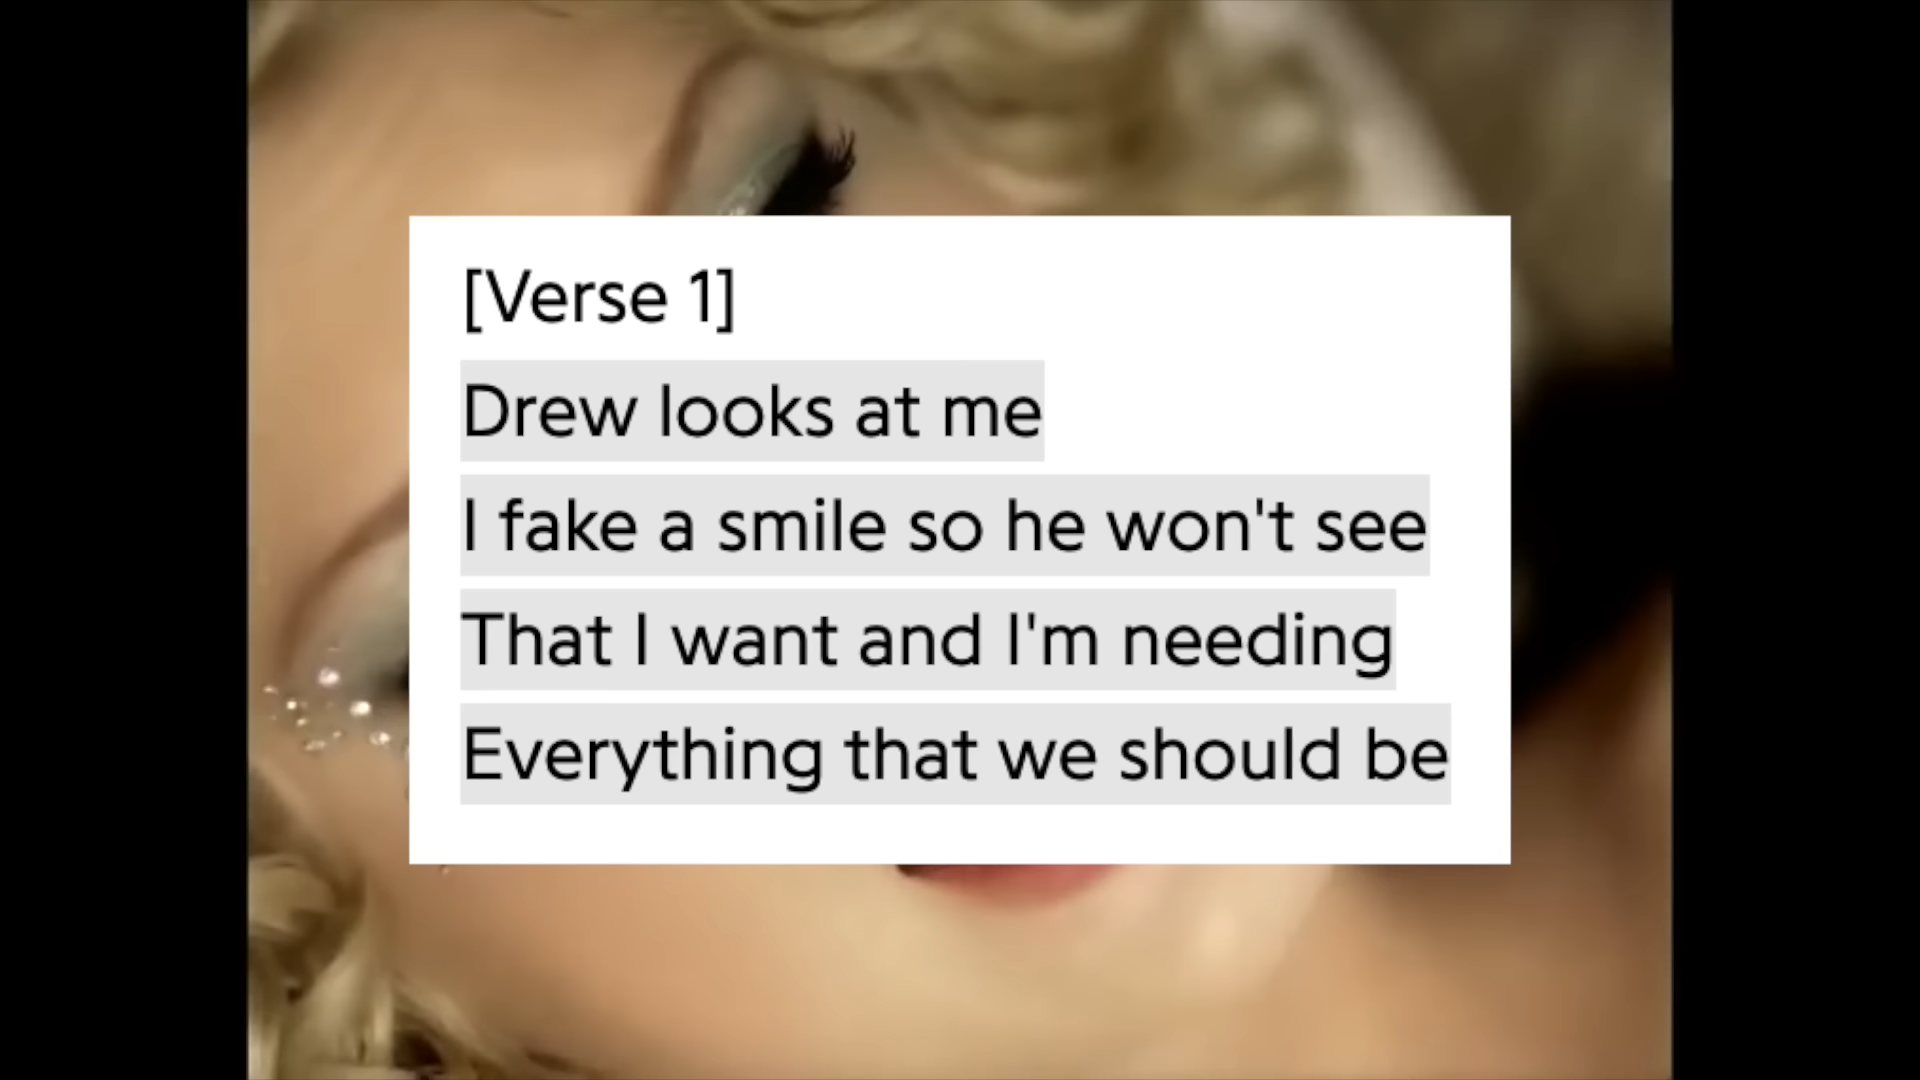 [Verse 1]
Drew looks at me
I fake a smile so he won't see
That I want and I'm needing
Everything that we should be